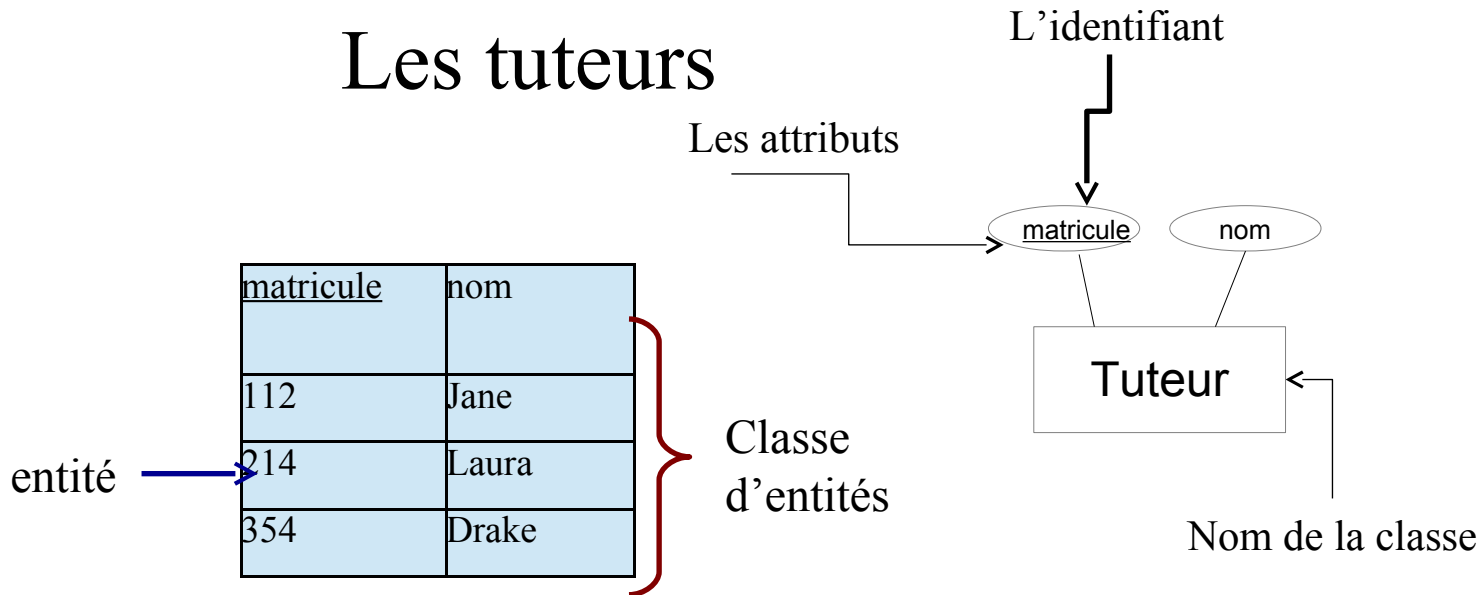 L’identifiant
Les tuteurs
Les attributs
matricule nom
matricule nom
112 Jane
214 Laura
354 Drake
entité
Classe
d’entités
Tuteur
Nom de la classe